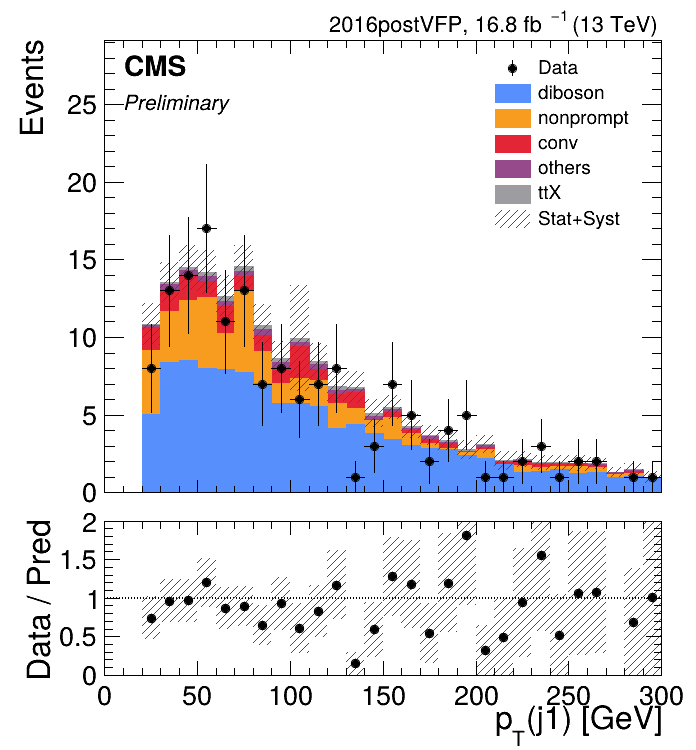 2016postVFP, 16.8 fb⁻¹ (13 TeV)
Events
CMS
Preliminary
Data
diboson
nonprompt
conv
others
ttX
Stat+Syst
25
20
15
10
5
0
Data / Pred
2
1.5
1
0.5
0
0 50 100 150 200 250 300
p_T(j1) [GeV]